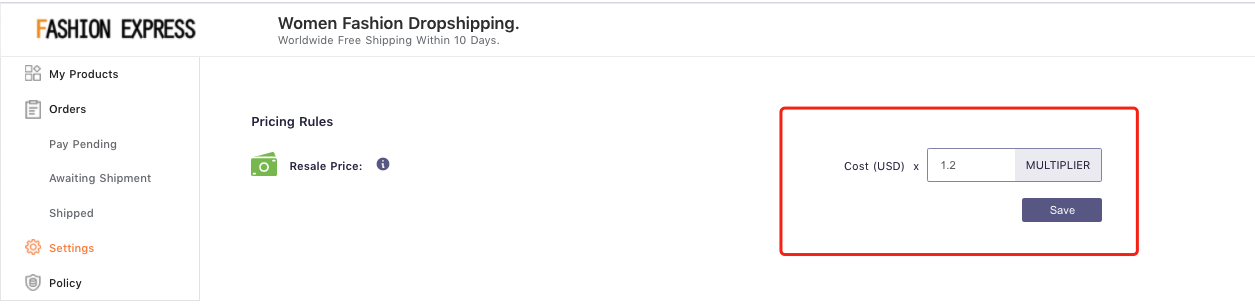 FASHION EXPRESS
Women Fashion Dropshipping.
Worldwide Free Shipping Within 10 Days.
My Products
Orders
Pay Pending
Awaiting Shipment
Shipped
Settings
Policy
Pricing Rules
Resale Price:
Cost (USD) x 1.2 MULTIPLIER
Save